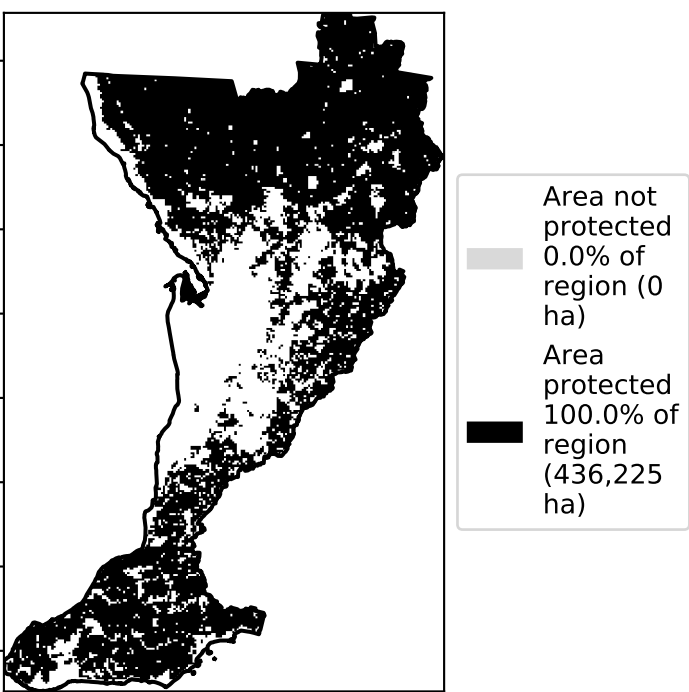 Area not
protected
0.0% of
region (0
ha)
Area
protected
100.0% of
region
(436,225
ha)